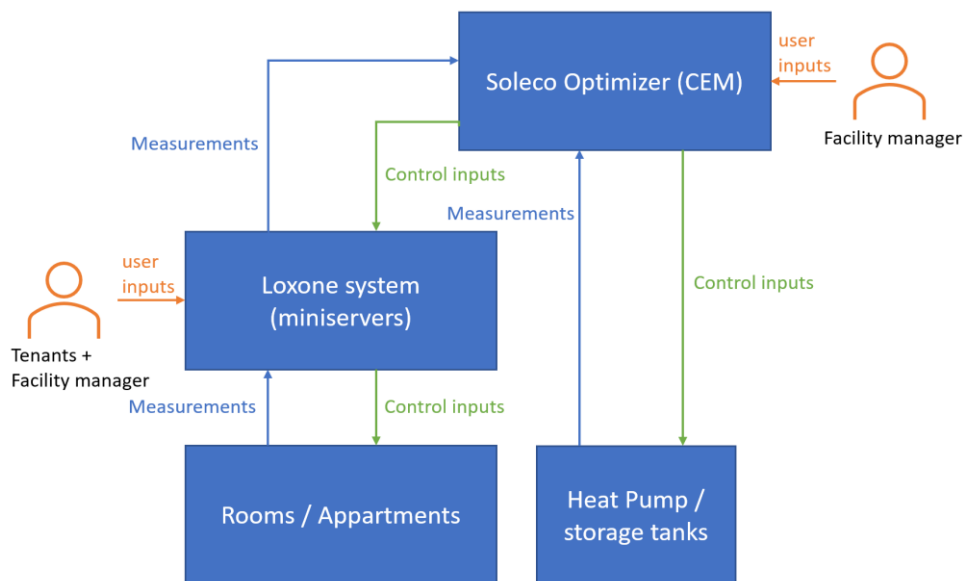 user
inputs
Soleco Optimizer (CEM)
Facility manager
Measurements
Control inputs
Measurements
user
inputs
Loxone system
(miniservers)
Control inputs
Tenants +
Facility manager
Measurements
Control inputs
Rooms / Appartments
Heat Pump /
storage tanks